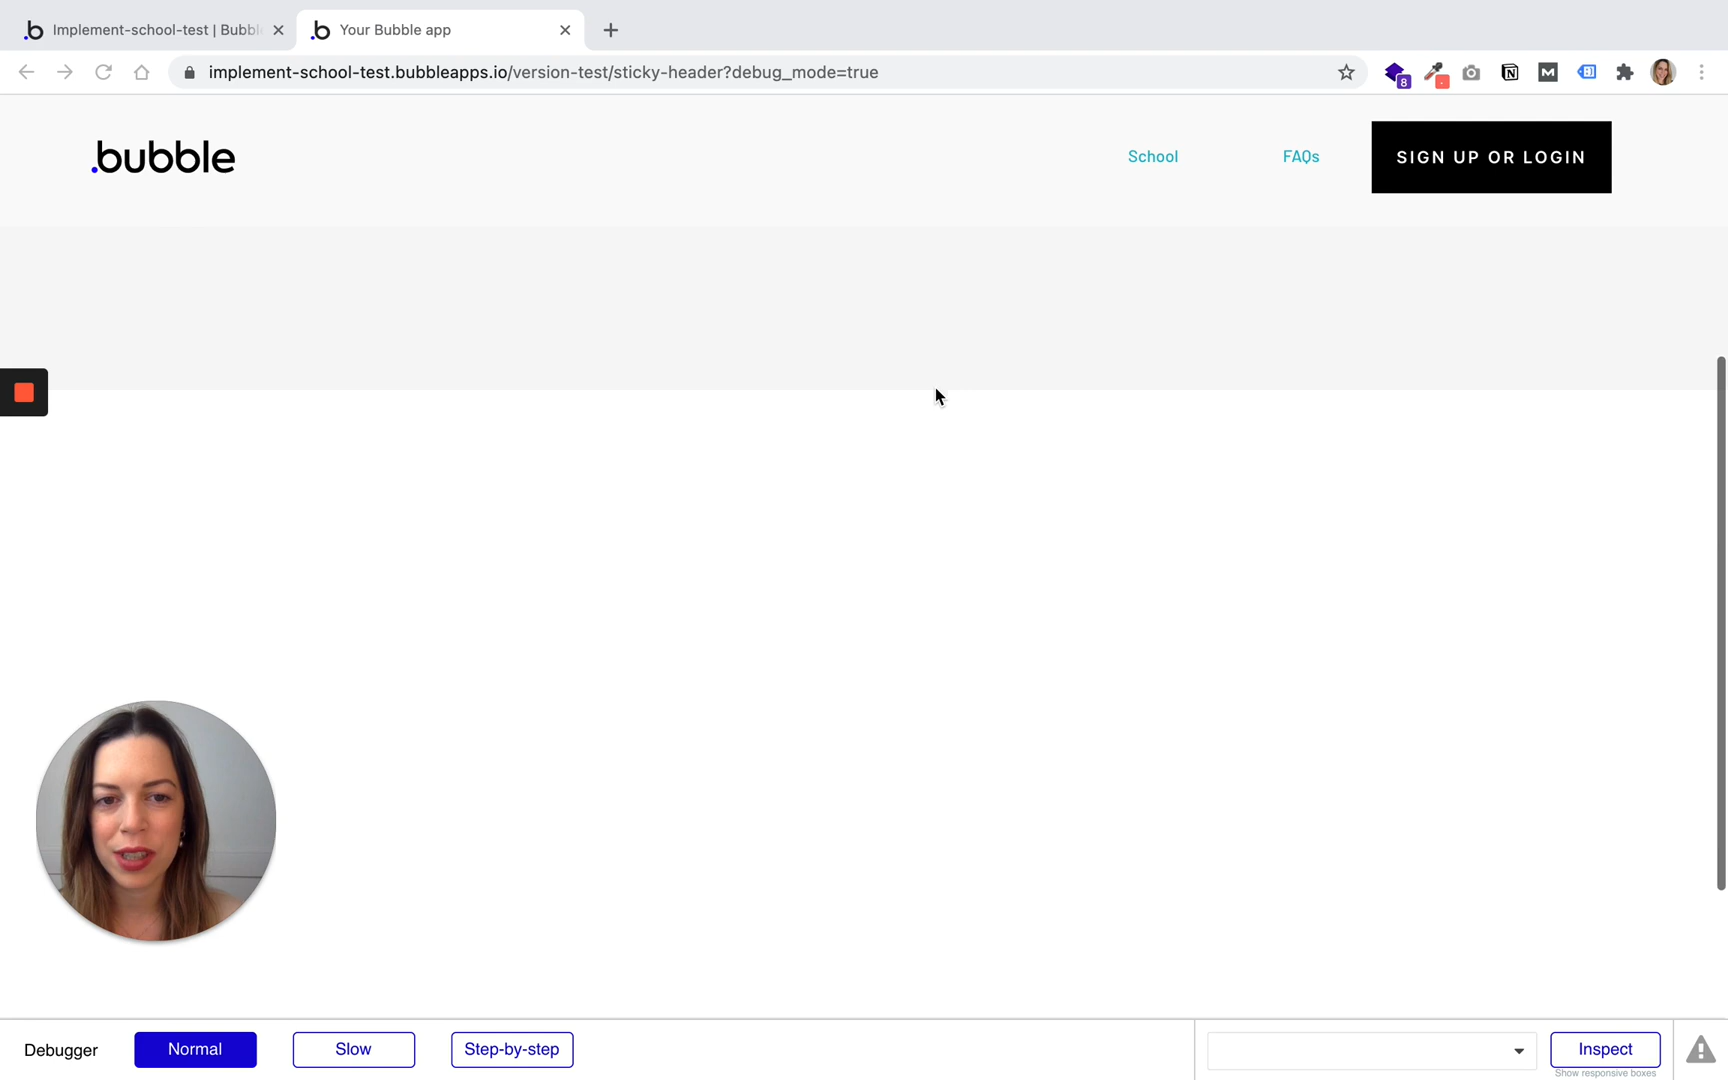 Implement-school-test | Bubbl
Your Bubble app
implement-school-test.bubbleapps.io/version-test/sticky-header?debug_mode=true
8
.bubble
School
FAQs
SIGN UP OR LOGIN
Debugger
Normal
Slow
Step-by-step
Inspect
Show responsive boxes